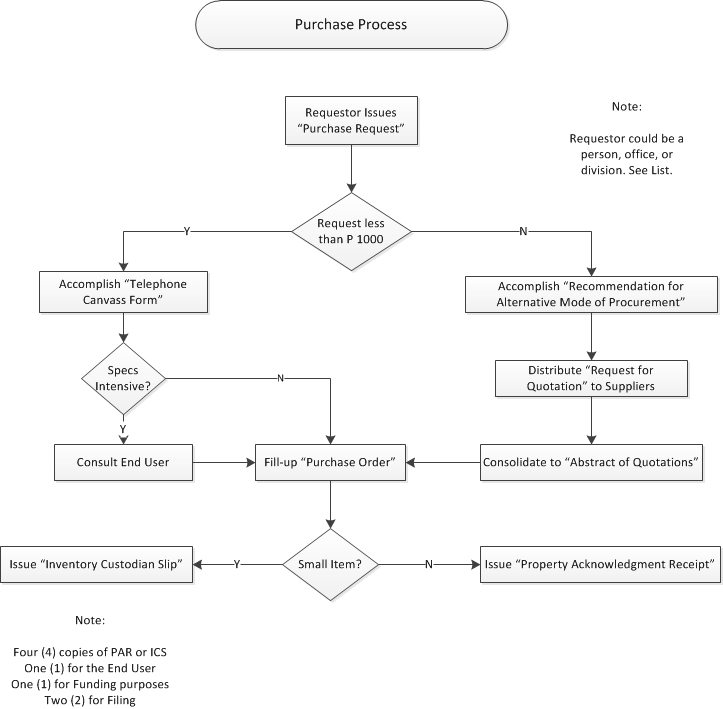 Purchase Process
Requestor Issues
“Purchase Request”
Note:
Requestor could be a
person, office, or
division. See List.
Request less
than P 1000
Y
N
Accomplish “Telephone
Canvass Form”
Accomplish “Recommendation for
Alternative Mode of Procurement”
Specs
Intensive?
N
Distribute “Request for
Quotation” to Suppliers
Y
Consult End User
Fill-up “Purchase Order”
Consolidate to “Abstract of Quotations”
Issue “Inventory Custodian Slip”
Y
Small Item?
N
Issue “Property Acknowledgment Receipt”
Note:
Four (4) copies of PAR or ICS
One (1) for the End User
One (1) for Funding purposes
Two (2) for Filing